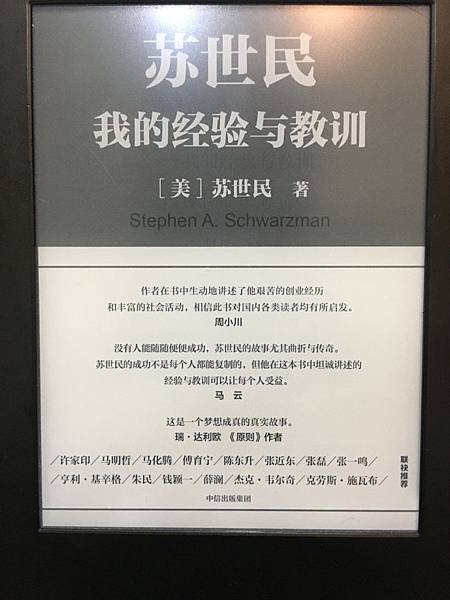 苏世民
我的经验与教训
［美］苏世民 著
Stephen A. Schwarzman
作者在书中生动地讲述了他艰苦的创业经历
和丰富的社会活动，相信此书对国内各类读者均有所启发。
周小川
没有人能随随便便成功，苏世民的故事尤其曲折与传奇。
苏世民的成功不是每个人都能复制的，但他在这本书中坦诚讲述的
经验与教训可以让每个人受益。
马 云
这是一个梦想成真的真实故事。
瑞·达利欧 《原则》作者
／许家印／马明哲／马化腾／傅育宁／陈东升／张近东／张磊／张一鸣／
／亨利·基辛格／朱民／钱颖一／薛澜／杰克·韦尔奇／克劳斯·施瓦布／
联袂推荐
中信出版集团